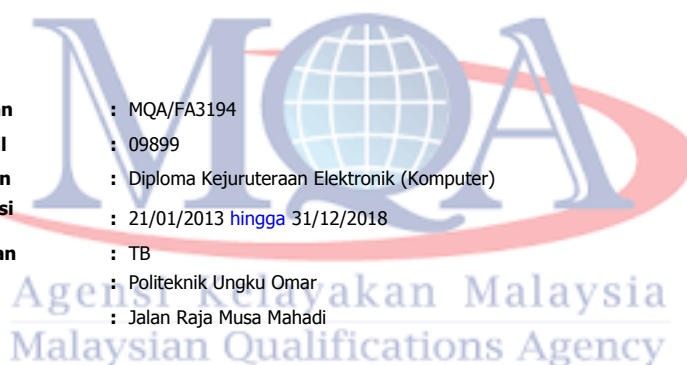 MQA
an : MQA/FA3194
l : 09899
n : Diploma Kejuruteraan Elektronik (Komputer)
si : 21/01/2013 hingga 31/12/2018
an : TB
: Politeknik Ungku Omar
Agensi Kelayakan Malaysia
: Jalan Raja Musa Mahadi
Malaysian Qualifications Agency